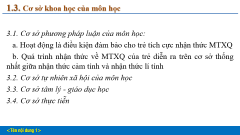 1.3. Cơ sở khoa học của môn học
3.1. Cơ sở phương pháp luận của môn học:
a. Hoạt động là điều kiện đảm bảo cho trẻ tích cực nhận thức MTXQ
b. Quá trình nhận thức về MTXQ của trẻ diễn ra trên cơ sở thống
nhất giữa nhận thức cảm tính và nhận thức lí tính
3.2. Cơ sở tự nhiên xã hội của môn học
3.3. Cơ sở tâm lý - giáo dục học
3.4. Cơ sở thực tiễn
< Tên nội dung 1 >